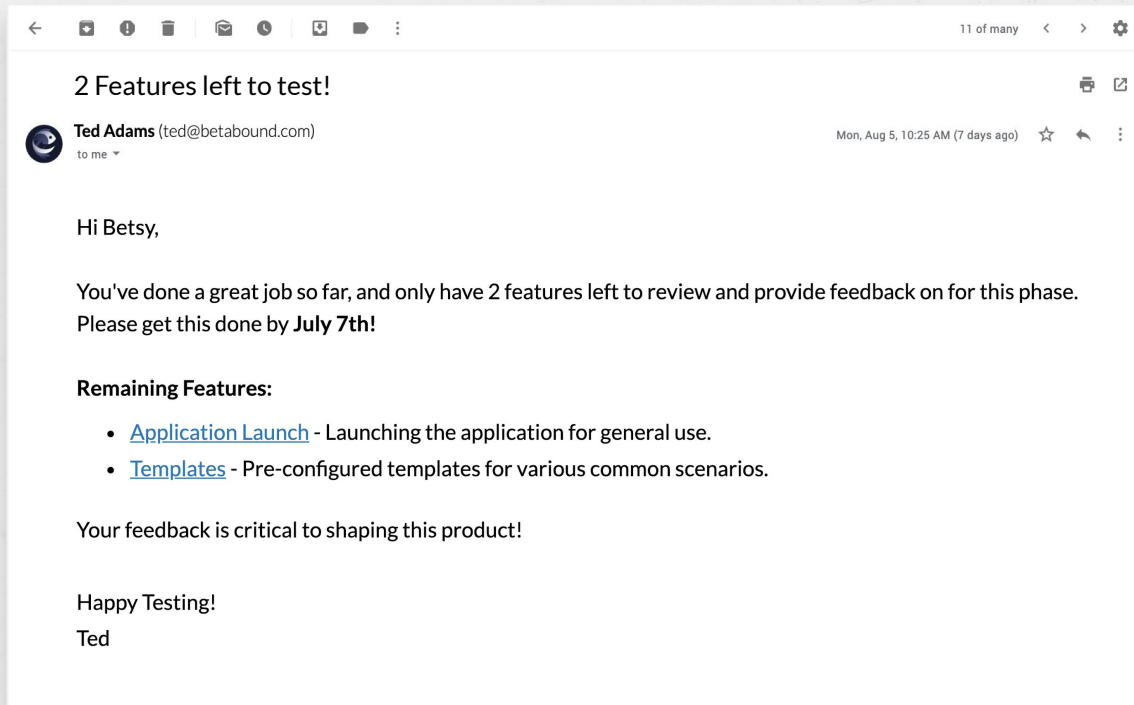 11 of many
2 Features left to test!
Ted Adams (ted@betabound.com)
Mon, Aug 5, 10:25 AM (7 days ago)
to me
Hi Betsy,
You've done a great job so far, and only have 2 features left to review and provide feedback on for this phase.
Please get this done by July 7th!
Remaining Features:
• Application Launch - Launching the application for general use.
• Templates - Pre-configured templates for various common scenarios.
Your feedback is critical to shaping this product!
Happy Testing!
Ted